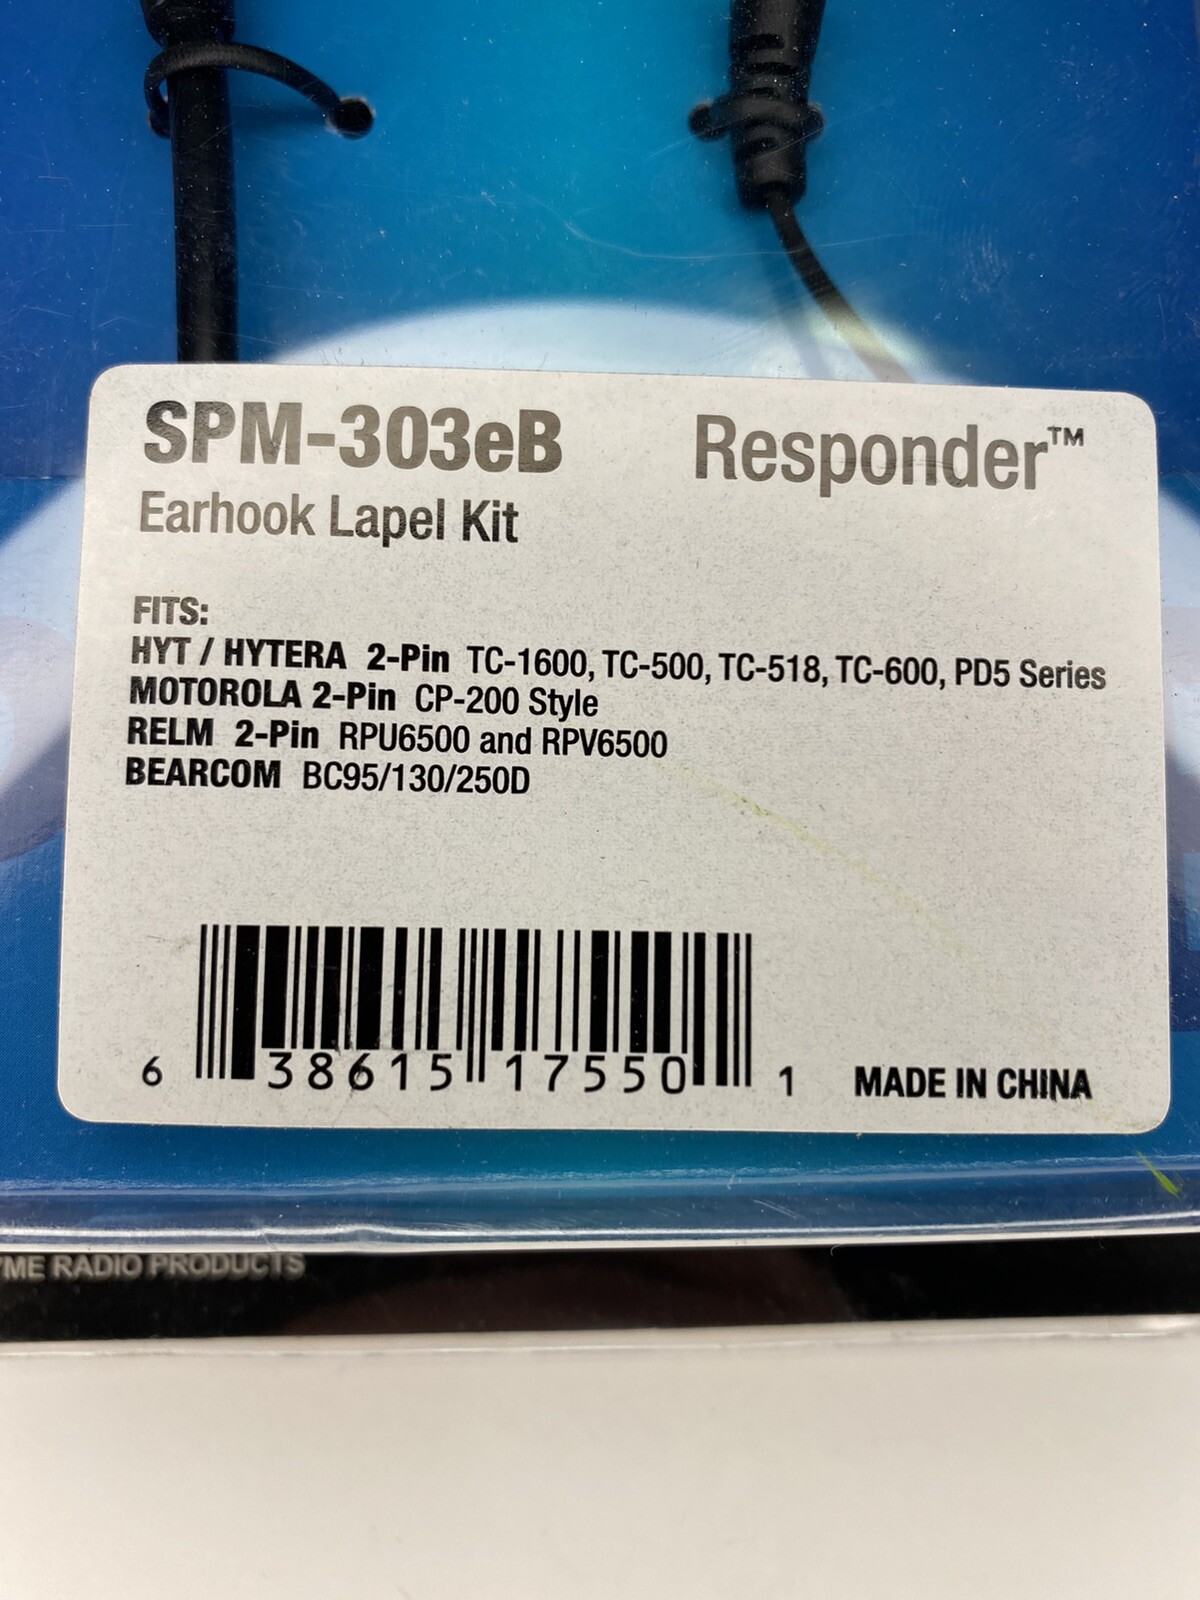 SPM-303eB Responder™
Earhook Lapel Kit
FITS:
HYT / HYTERA 2-Pin TC-1600, TC-500, TC-518, TC-600, PD5 Series
MOTOROLA 2-Pin CP-200 Style
RELM 2-Pin RPU6500 and RPV6500
BEARCOM BC95/130/250D
6 38615 17550 1 MADE IN CHINA
RADIO PRODUCTS